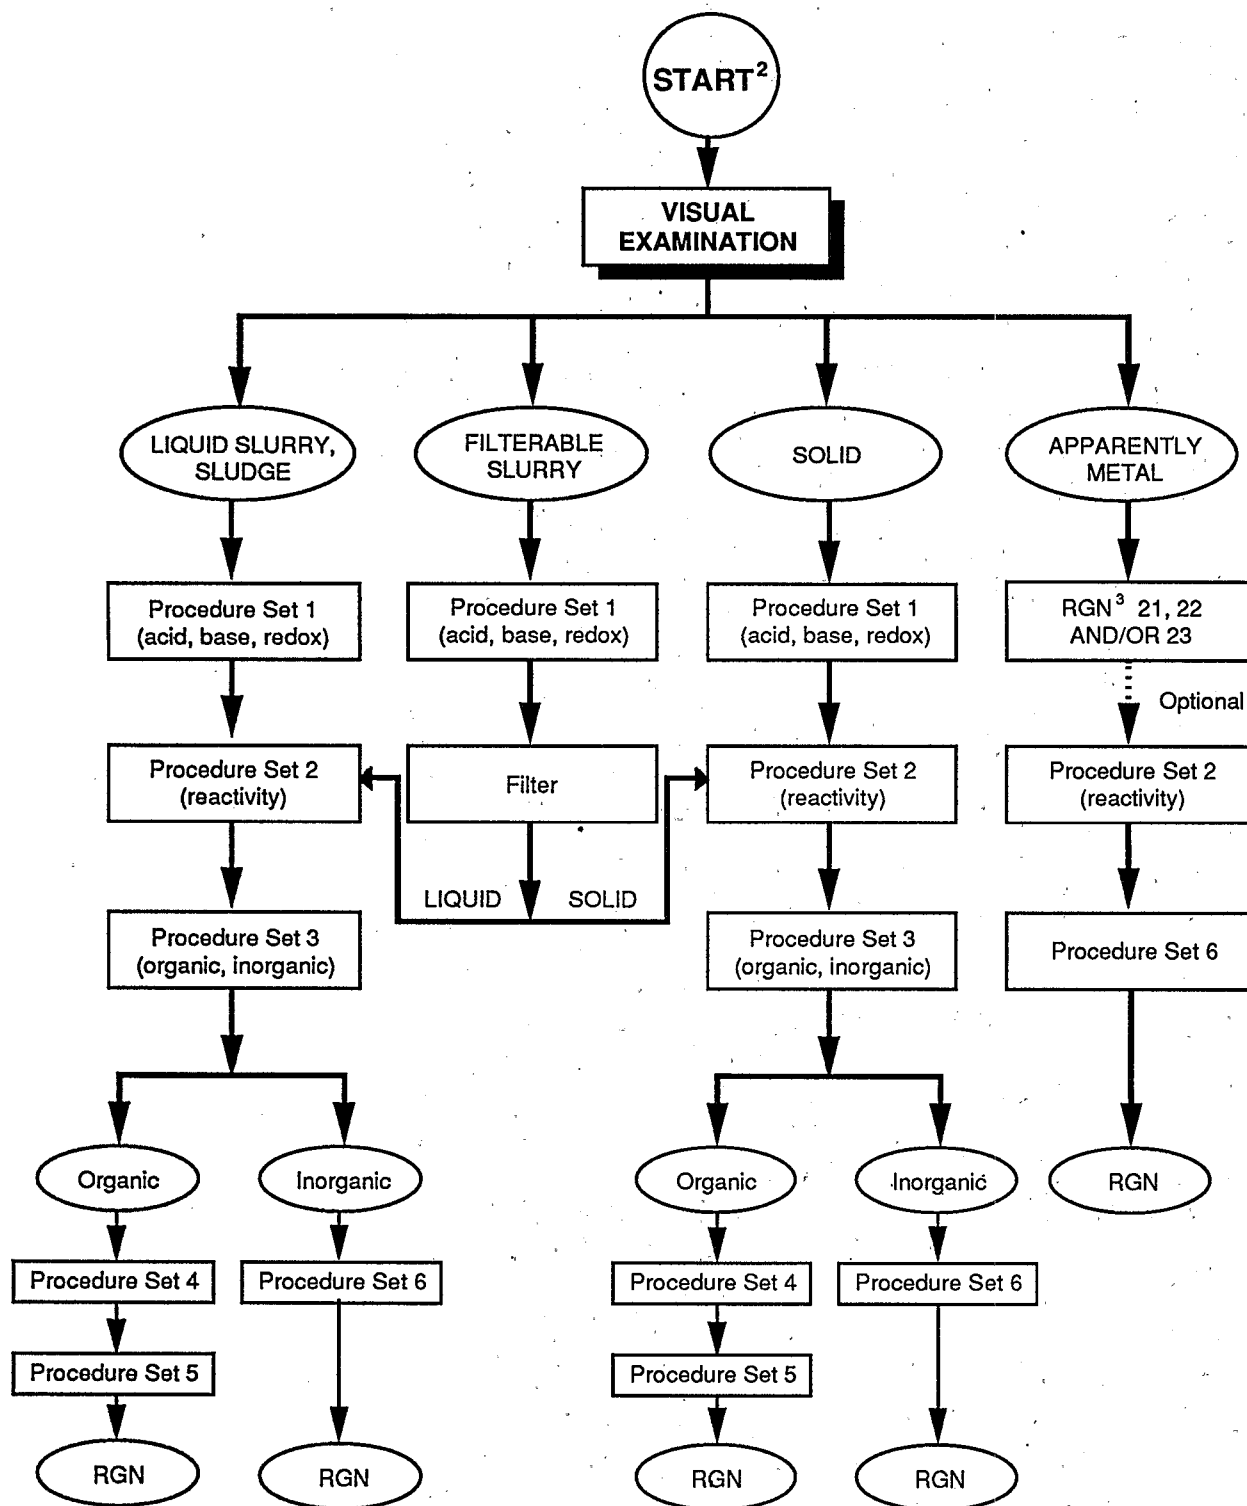 START²
VISUAL
EXAMINATION
LIQUID SLURRY,
SLUDGE
FILTERABLE
SLURRY
SOLID
APPARENTLY
METAL
Procedure Set 1
(acid, base, redox)
Procedure Set 1
(acid, base, redox)
Procedure Set 1
(acid, base, redox)
RGN³ 21, 22
AND/OR 23
Optional
Procedure Set 2
(reactivity)
Filter
Procedure Set 2
(reactivity)
Procedure Set 2
(reactivity)
LIQUID
SOLID
Procedure Set 3
(organic, inorganic)
Procedure Set 3
(organic, inorganic)
Procedure Set 6
Organic
Inorganic
Organic
Inorganic
RGN
Procedure Set 4
Procedure Set 6
Procedure Set 4
Procedure Set 6
Procedure Set 5
Procedure Set 5
RGN
RGN
RGN
RGN